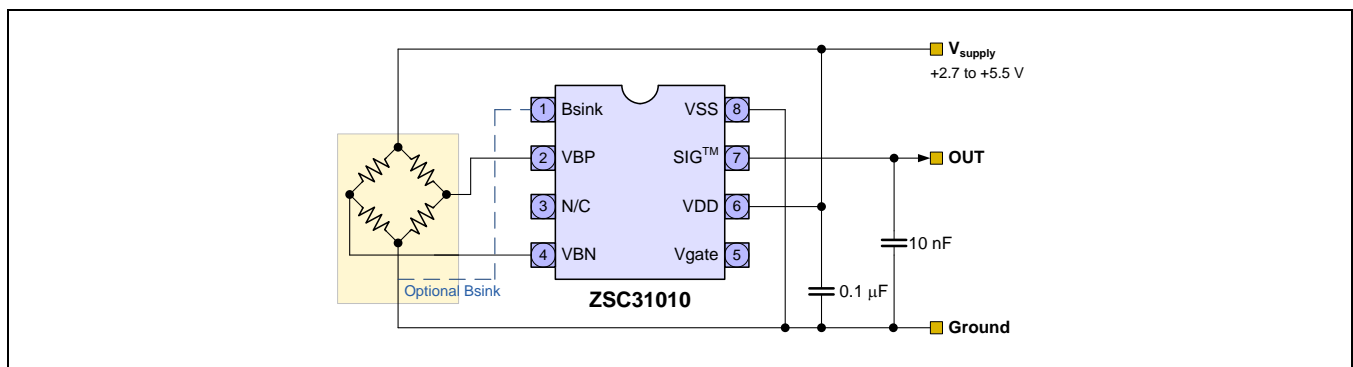 V_supply
+2.7 to +5.5 V
1 Bsink VSS 8
2 VBP SIG™ 7
OUT
3 N/C VDD 6
4 VBN Vgate 5
10 nF
Optional Bsink
0.1 μF
ZSC31010
Ground